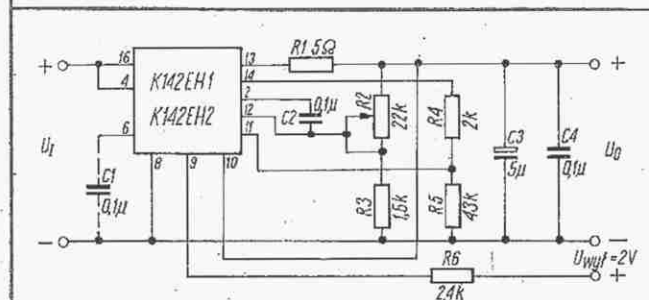 R1 5Ω
13
14
2
12
11
16
4
6
8
9
10
K142EH1
K142EH2
+
+
U_I
U_O
C1
0,1μ
C2
0,1μ
R2
22k
R4
2k
R3
1,5k
R5
43k
C3
5μ
C4
0,1μ
−
−
U_wył=2V
R6
2.4k
+